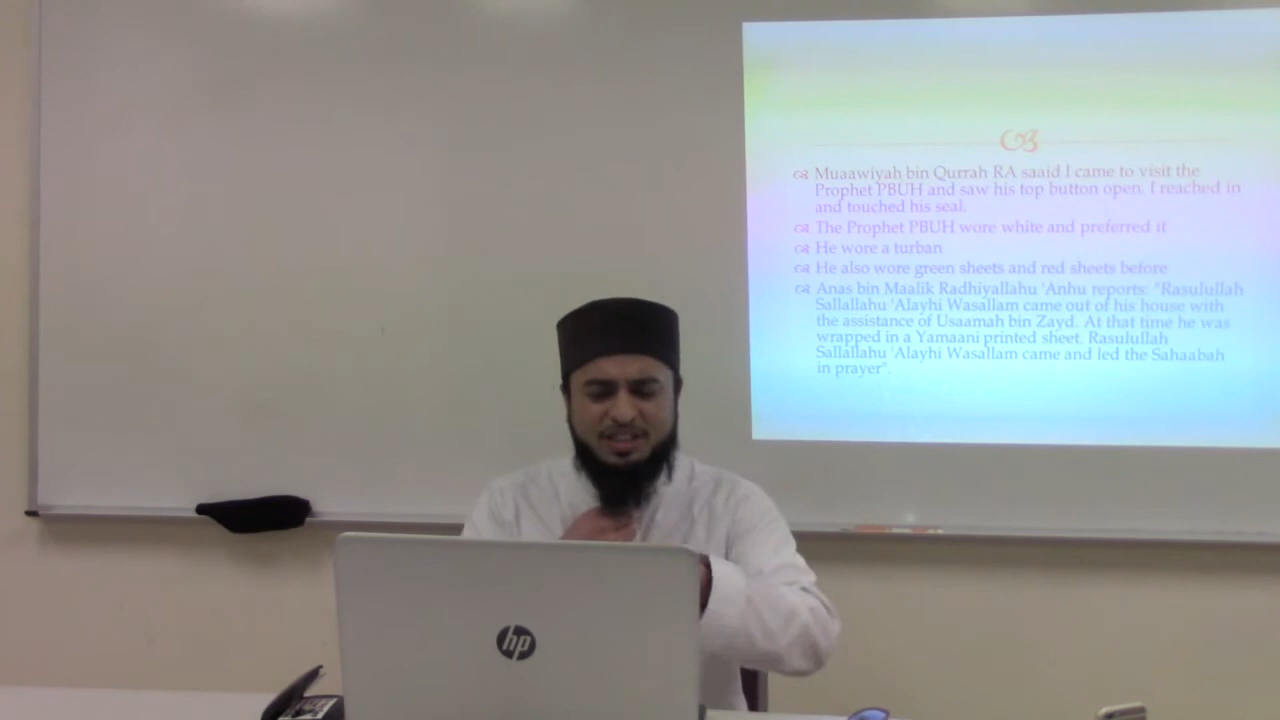 Muaawiyah bin Qurrah RA saaid I came to visit the
Prophet PBUH and saw his top button open. I reached in
and touched his seal.
The Prophet PBUH wore white and preferred it
He wore a turban
He also wore green sheets and red sheets before
Anas bin Maalik Radhiyallahu 'Anhu reports: "Rasulullah
Sallallahu 'Alayhi Wasallam came out of his house with
the assistance of Usaamah bin Zayd. At that time he was
wrapped in a Yamaani printed sheet. Rasulullah
Sallallahu 'Alayhi Wasallam came and led the Sahaabah
in prayer".
hp